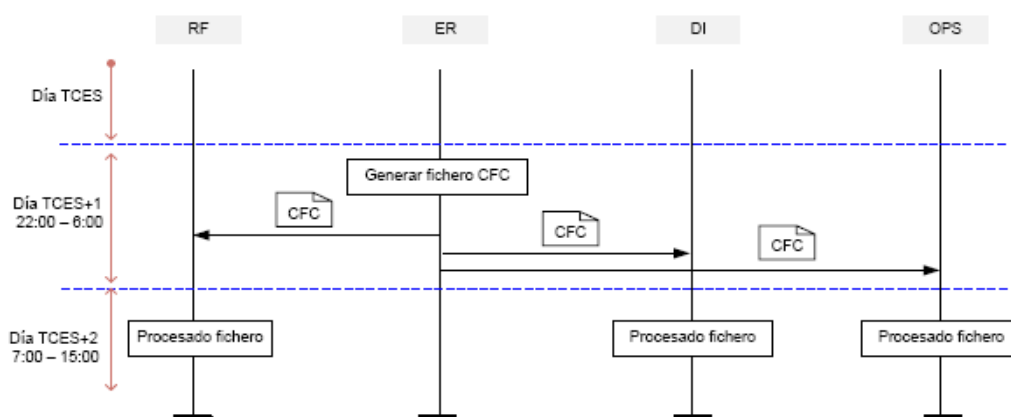 RF
ER
DI
OPS
Día TCES
Generar fichero CFC
Día TCES+1
22:00 – 6:00
CFC
CFC
CFC
Día TCES+2
7:00 – 15:00
Procesado fichero
Procesado fichero
Procesado fichero